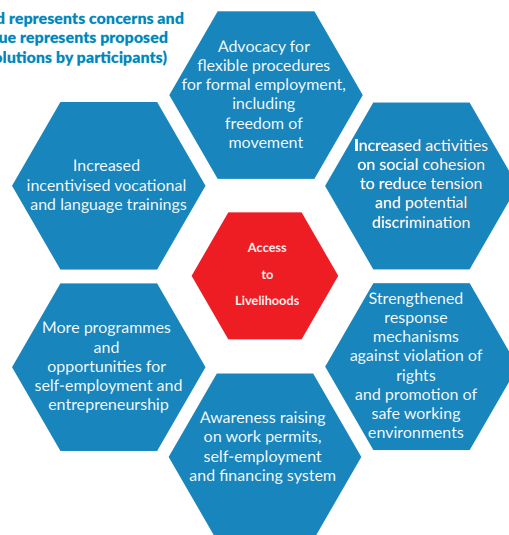 d represents concerns and
ue represents proposed
olutions by participants)
Advocacy for
flexible procedures
for formal employment,
including
freedom of
movement
Increased
incentivised vocational
and language trainings
Increased activities
on social cohesion
to reduce tension
and potential
discrimination
Access
to
Livelihoods
More programmes
and
opportunities for
self-employment and
entrepreneurship
Strengthened
response
mechanisms
against violation of
rights
and promotion of
safe working
environments
Awareness raising
on work permits,
self-employment
and financing system